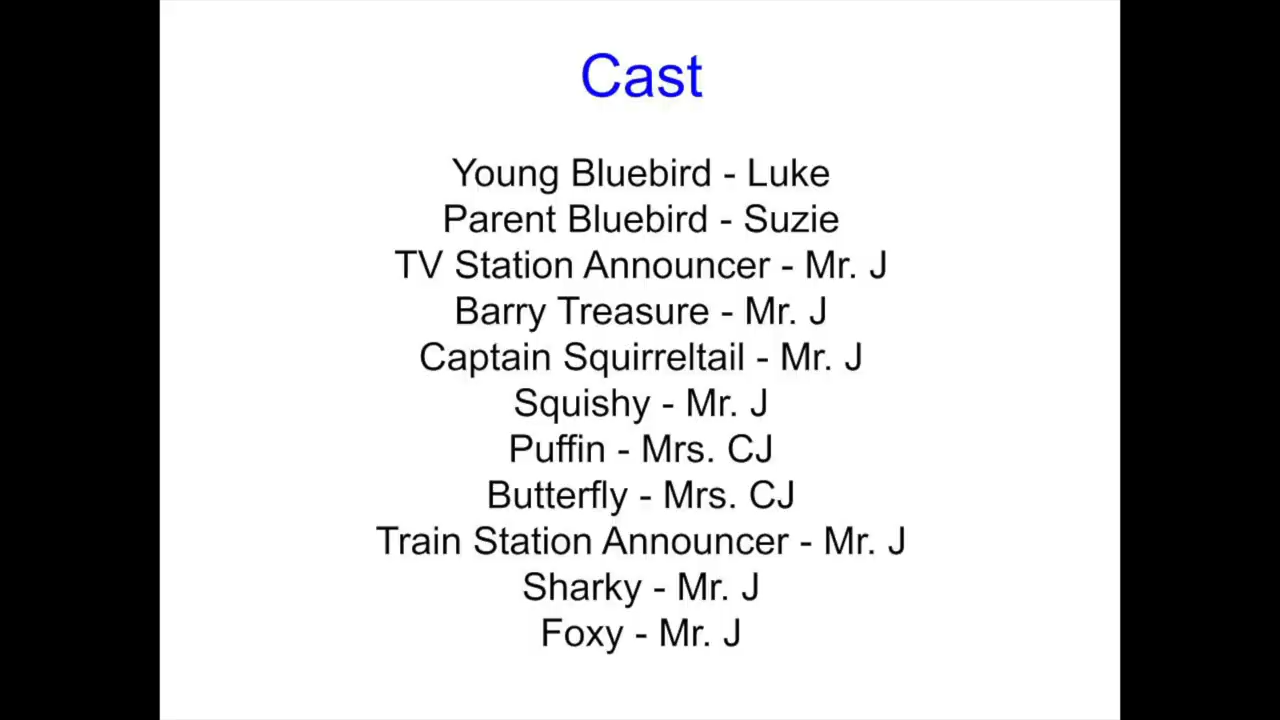 Cast
Young Bluebird - Luke
Parent Bluebird - Suzie
TV Station Announcer - Mr. J
Barry Treasure - Mr. J
Captain Squirreltail - Mr. J
Squishy - Mr. J
Puffin - Mrs. CJ
Butterfly - Mrs. CJ
Train Station Announcer - Mr. J
Sharky - Mr. J
Foxy - Mr. J